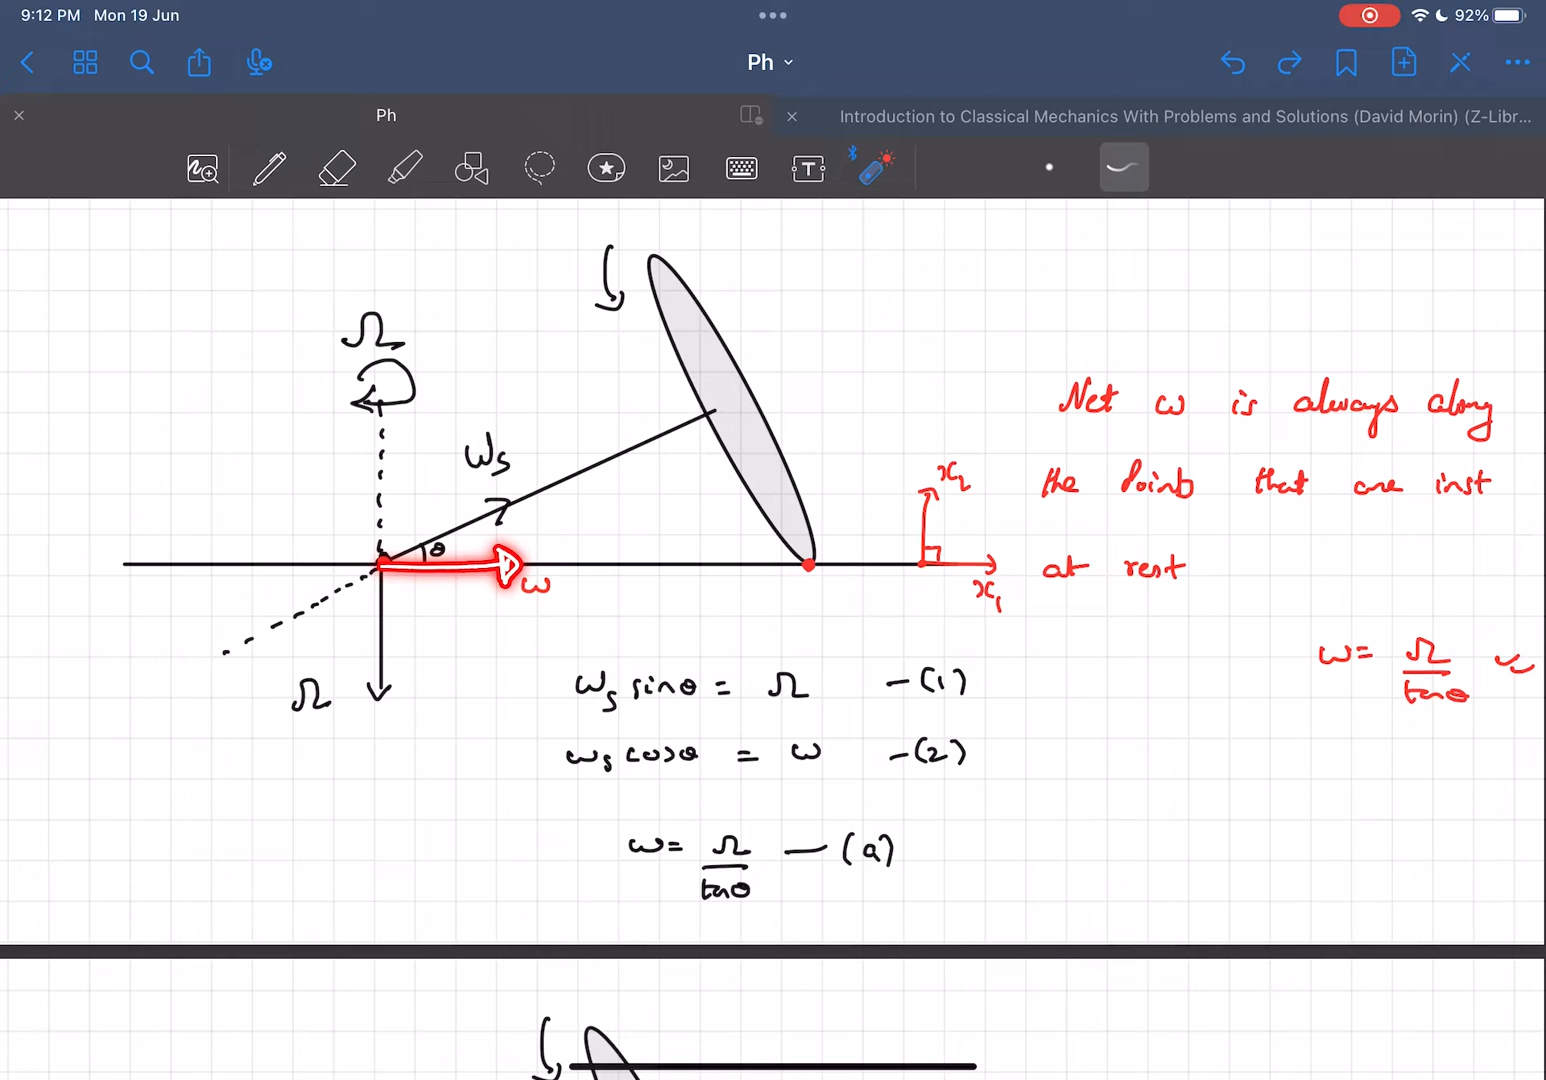 9:12 PM Mon 19 Jun
92%
Ph
Ph
Introduction to Classical Mechanics With Problems and Solutions (David Morin) (Z-Libr...
T
Ω
ωs
θ
ω
Ω
x2
x1
Net ω is always along
the points that are inst
at rest
ω = Ω/tanθ
ωs sinθ = Ω —(1)
ωs cosθ = ω —(2)
ω = Ω/tanθ —(a)